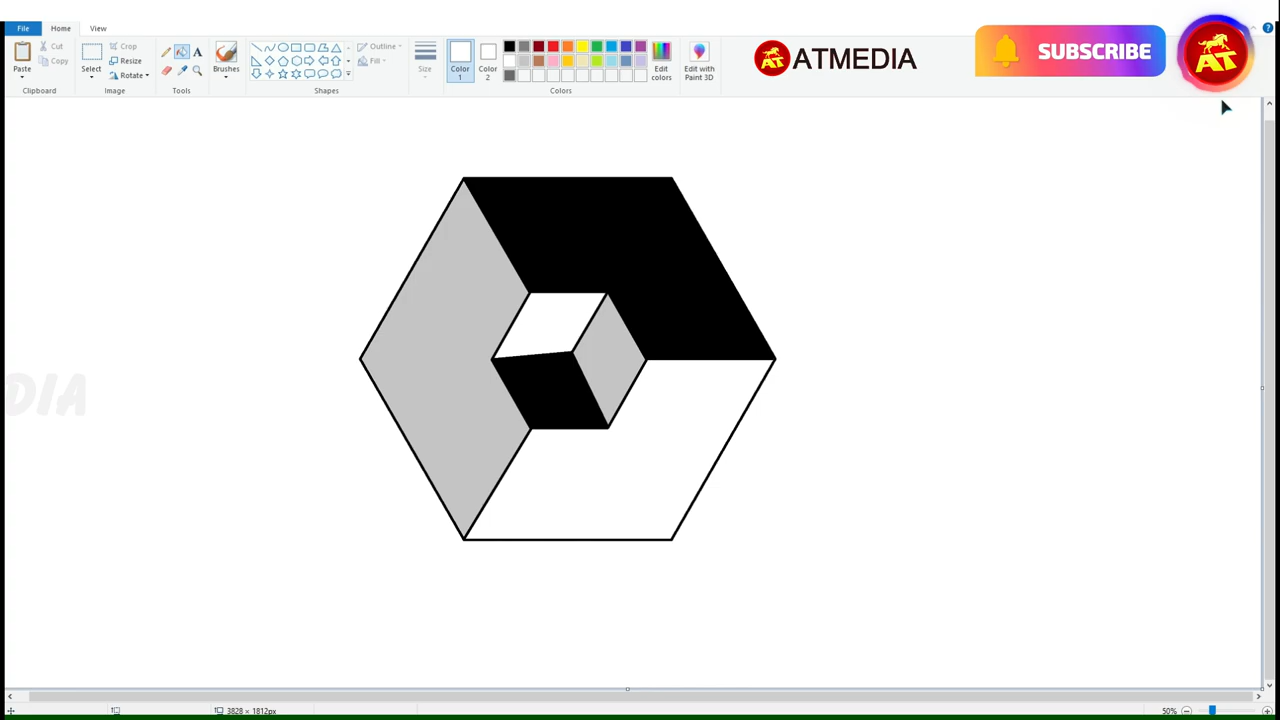 File Home View
Paste Cut Copy Clipboard
Select Crop Resize Rotate Image
Tools
Brushes
Outline Fill Shapes
Size
Color 1 Color 2 Edit colors Colors
Edit with Paint 3D
ATMEDIA
SUBSCRIBE
AT
DIA
3828 × 1812px
50%